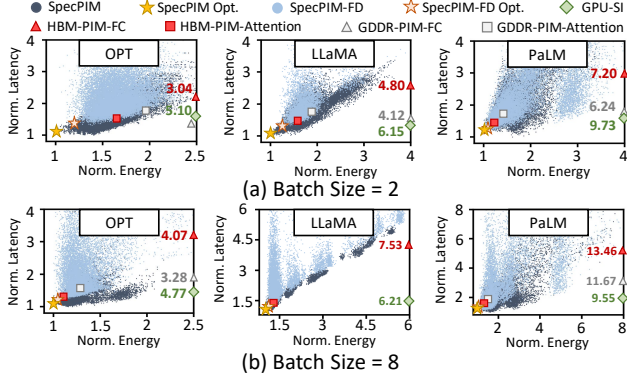 SpecPIM SpecPIM Opt. SpecPIM-FD SpecPIM-FD Opt. GPU-SI
HBM-PIM-FC HBM-PIM-Attention GDDR-PIM-FC GDDR-PIM-Attention
Norm. Latency
4
3
2
1
OPT
3.04
5.10
1 1.5 2 2.5
Norm. Energy
4
3
2
1
LLaMA
4.80
4.12
6.15
1 2 3 4
Norm. Energy
4
3
2
1
PaLM
7.20
6.24
9.73
1 2 3 4
Norm. Energy
(a) Batch Size = 2
Norm. Latency
4
3
2
1
OPT
4.07
3.28
4.77
1 1.5 2 2.5
Norm. Energy
6
4.5
3
1.5
LLaMA
7.53
6.21
1.5 3 4.5 6
Norm. Energy
8
6
4
2
PaLM
13.46
11.67
9.55
2 4 6 8
Norm. Energy
(b) Batch Size = 8